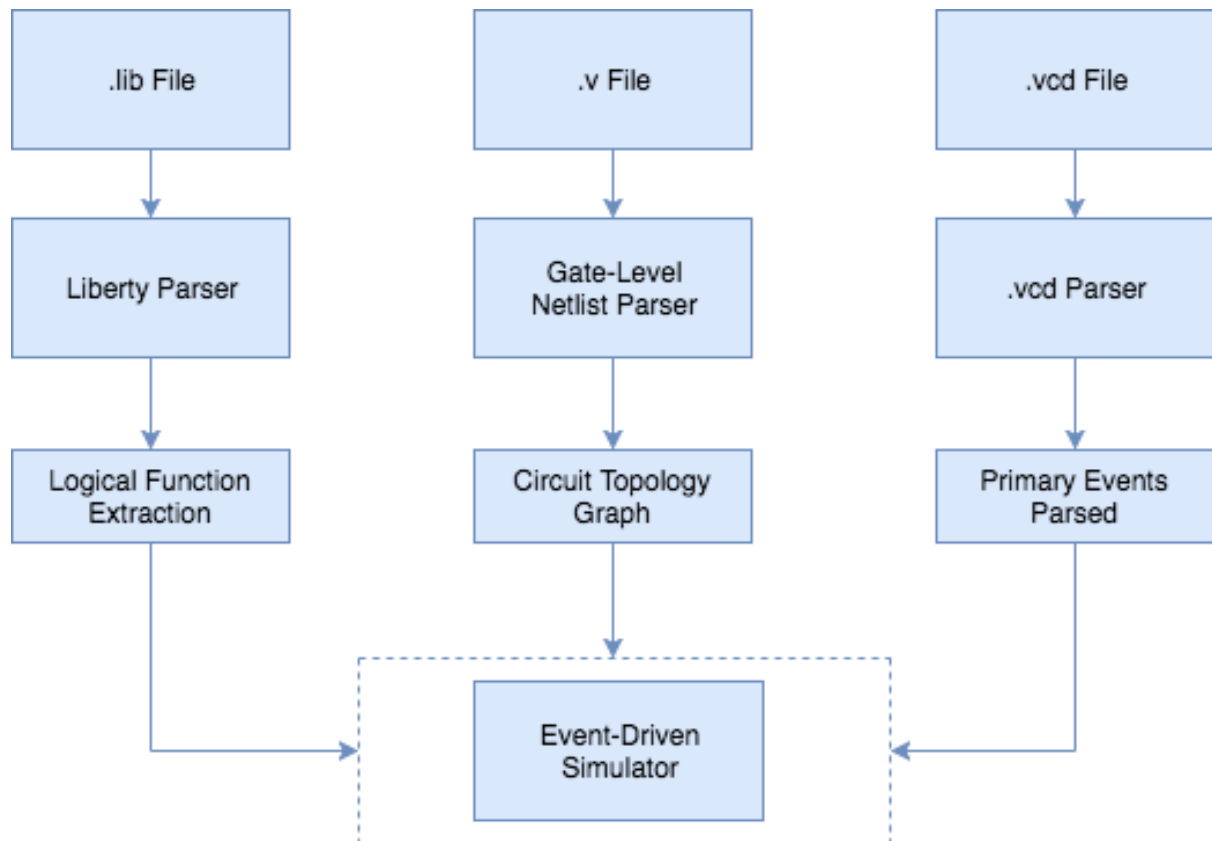 .lib File
.v File
.vcd File
Liberty Parser
Gate-Level
Netlist Parser
.vcd Parser
Logical Function
Extraction
Circuit Topology
Graph
Primary Events
Parsed
Event-Driven
Simulator